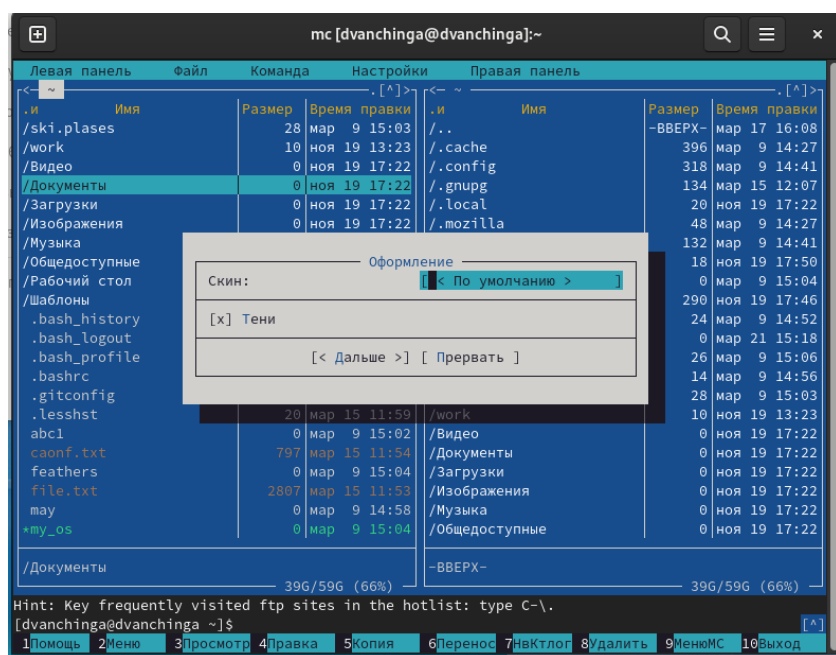 mc [dvanchinga@dvanchinga]:~
Левая панель Файл Команда Настройки Правая панель
<— ~ .[^]> <— ~ .[^]>
.и Имя Размер Время правки .и Имя Размер Время правки
/ski.plases 28 мар 9 15:03 /.. -ВВЕРХ- мар 17 16:08
/work 10 ноя 19 13:23 /.cache 396 мар 9 14:27
/Видео 0 ноя 19 17:22 /.config 318 мар 9 14:41
/Документы 0 ноя 19 17:22 /.gnupg 134 мар 15 12:07
/Загрузки 0 ноя 19 17:22 /.local 20 ноя 19 17:22
/Изображения 0 ноя 19 17:22 /.mozilla 48 мар 9 14:27
/Музыка 132 мар 9 14:41
/Общедоступные Оформление 18 ноя 19 17:50
/Рабочий стол Скин: [ < По умолчанию > ] 0 мар 9 15:04
/Шаблоны 290 ноя 19 17:46
.bash_history [x] Тени 24 мар 9 14:52
.bash_logout 0 мар 21 15:18
.bash_profile [< Дальше >] [ Прервать ] 26 мар 9 15:06
.bashrc 14 мар 9 14:56
.gitconfig 28 мар 9 15:03
.lesshst 20 мар 15 11:59 /work 10 ноя 19 13:23
abc1 0 мар 9 15:02 /Видео 0 ноя 19 17:22
caonf.txt 797 мар 15 11:54 /Документы 0 ноя 19 17:22
feathers 0 мар 9 15:04 /Загрузки 0 ноя 19 17:22
file.txt 2807 мар 15 11:53 /Изображения 0 ноя 19 17:22
may 0 мар 9 14:58 /Музыка 0 ноя 19 17:22
*my_os 0 мар 9 15:04 /Общедоступные 0 ноя 19 17:22
/Документы -ВВЕРХ-
39G/59G (66%) 39G/59G (66%)
Hint: Key frequently visited ftp sites in the hotlist: type C-\.
[dvanchinga@dvanchinga ~]$ [^]
1Помощь 2Меню 3Просмотр 4Правка 5Копия 6Перенос 7НвКтлог 8Удалить 9МенюMC 10Выход